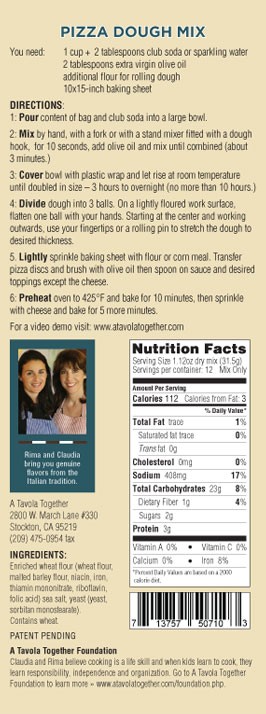 PIZZA DOUGH MIX
You need: 1 cup + 2 tablespoons club soda or sparkling water
2 tablespoons extra virgin olive oil
additional flour for rolling dough
10x15-inch baking sheet
DIRECTIONS:
1: Pour content of bag and club soda into a large bowl.
2: Mix by hand, with a fork or with a stand mixer fitted with a dough
hook, for 10 seconds, add olive oil and mix until combined (about
3 minutes.)
3: Cover bowl with plastic wrap and let rise at room temperature
until doubled in size – 3 hours to overnight (no more than 10 hours.)
4: Divide dough into 3 balls. On a lightly floured work surface,
flatten one ball with your hands. Starting at the center and working
outwards, use your fingertips or a rolling pin to stretch the dough to
desired thickness.
5. Lightly sprinkle baking sheet with flour or corn meal. Transfer
pizza discs and brush with olive oil then spoon on sauce and desired
toppings except the cheese.
6: Preheat oven to 425°F and bake for 10 minutes, then sprinkle
with cheese and bake for 5 more minutes.
For a video demo visit: www.atavolatogether.com
Rima and Claudia
bring you genuine
flavors from the
Italian tradition.
A Tavola Together
2800 W. March Lane #330
Stockton, CA 95219
(209) 475-0954 fax
INGREDIENTS:
Enriched wheat flour (wheat flour,
malted barley flour, niacin, iron,
thiamin mononitrate, riboflavin,
folic acid) sea salt, yeast (yeast,
sorbitan monostearate).
Contains wheat.
PATENT PENDING
Nutrition Facts
Serving Size 1.12oz dry mix (31.5g)
Servings per container: 12 Mix Only
Amount Per Serving
Calories 112 Calories from Fat: 3
% Daily Value*
Total Fat trace 1%
Saturated fat trace 0%
Trans fat 0g
Cholesterol 0mg 0%
Sodium 408mg 17%
Total Carbohydrates 23g 8%
Dietary Fiber 1g 4%
Sugars 2g
Protein 3g
Vitamin A 0% • Vitamin C 0%
Calcium 0% • Iron 8%
*Percent Daily Values are based on a 2000
calorie diet.
7 13757 50710 3
A Tavola Together Foundation
Claudia and Rima believe cooking is a life skill and when kids learn to cook, they
learn responsibility, independence and organization. Go to A Tavola Together
Foundation to learn more » www.atavolatogether.com/foundation.php.